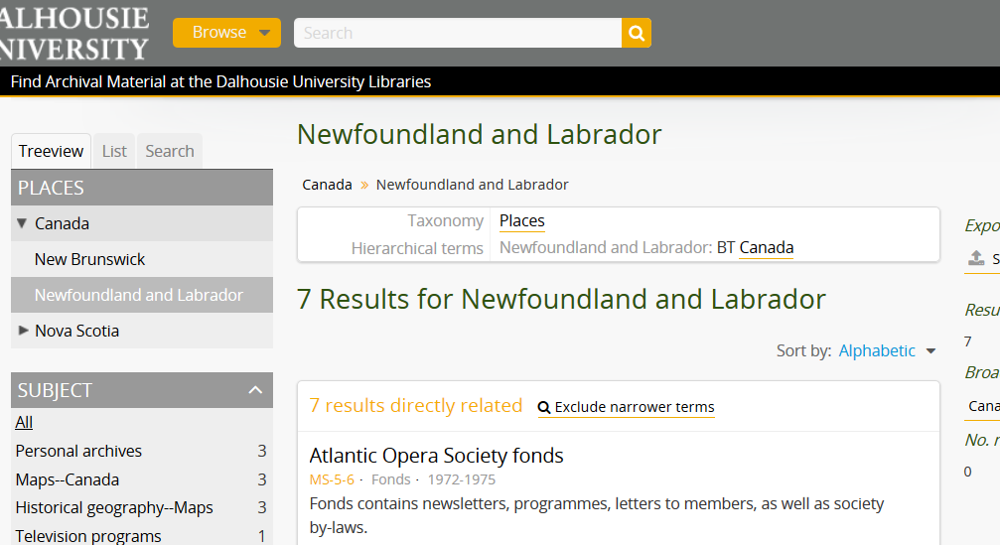 ALHOUSIE
NIVERSITY
Browse
Search
Find Archival Material at the Dalhousie University Libraries
Treeview List Search
PLACES
Canada
New Brunswick
Newfoundland and Labrador
Nova Scotia
SUBJECT
All
Personal archives 3
Maps--Canada 3
Historical geography--Maps 3
Television programs 1
Newfoundland and Labrador
Canada » Newfoundland and Labrador
Taxonomy Places
Hierarchical terms Newfoundland and Labrador: BT Canada
7 Results for Newfoundland and Labrador
Sort by: Alphabetic
7 results directly related Exclude narrower terms
Atlantic Opera Society fonds
MS-5-6 · Fonds · 1972-1975
Fonds contains newsletters, programmes, letters to members, as well as society
by-laws.
Expo
S
Resu
7
Broa
Cana
No. r
0